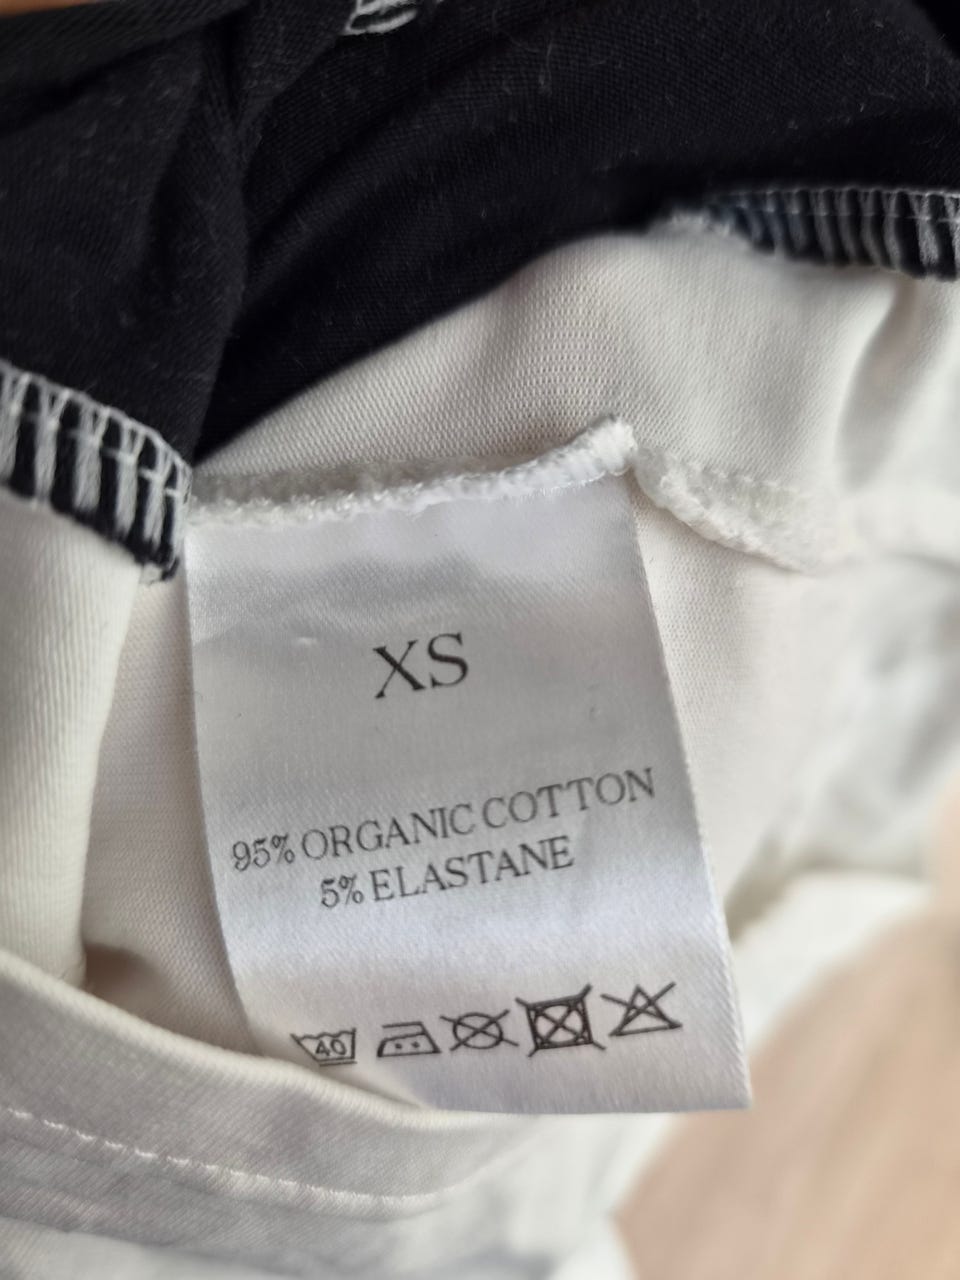 XS
95% ORGANIC COTTON
5% ELASTANE
40